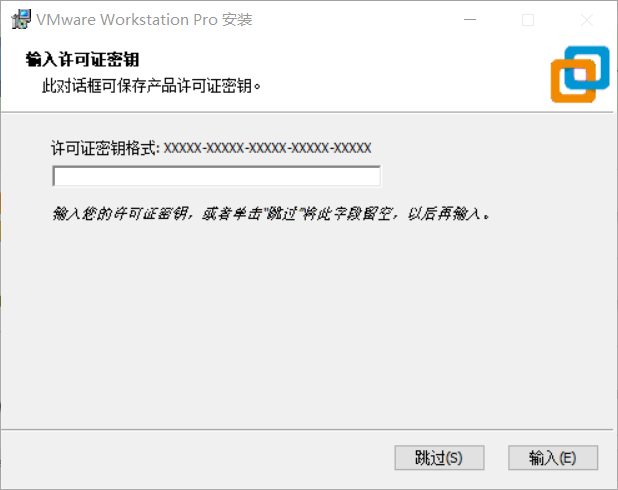 VMware Workstation Pro 安装
输入许可证密钥
此对话框可保存产品许可证密钥。
许可证密钥格式: XXXXX-XXXXX-XXXXX-XXXXX-XXXXX
输入您的许可证密钥，或者单击"跳过"将此字段留空，以后再输入。
跳过(S) 输入(E)